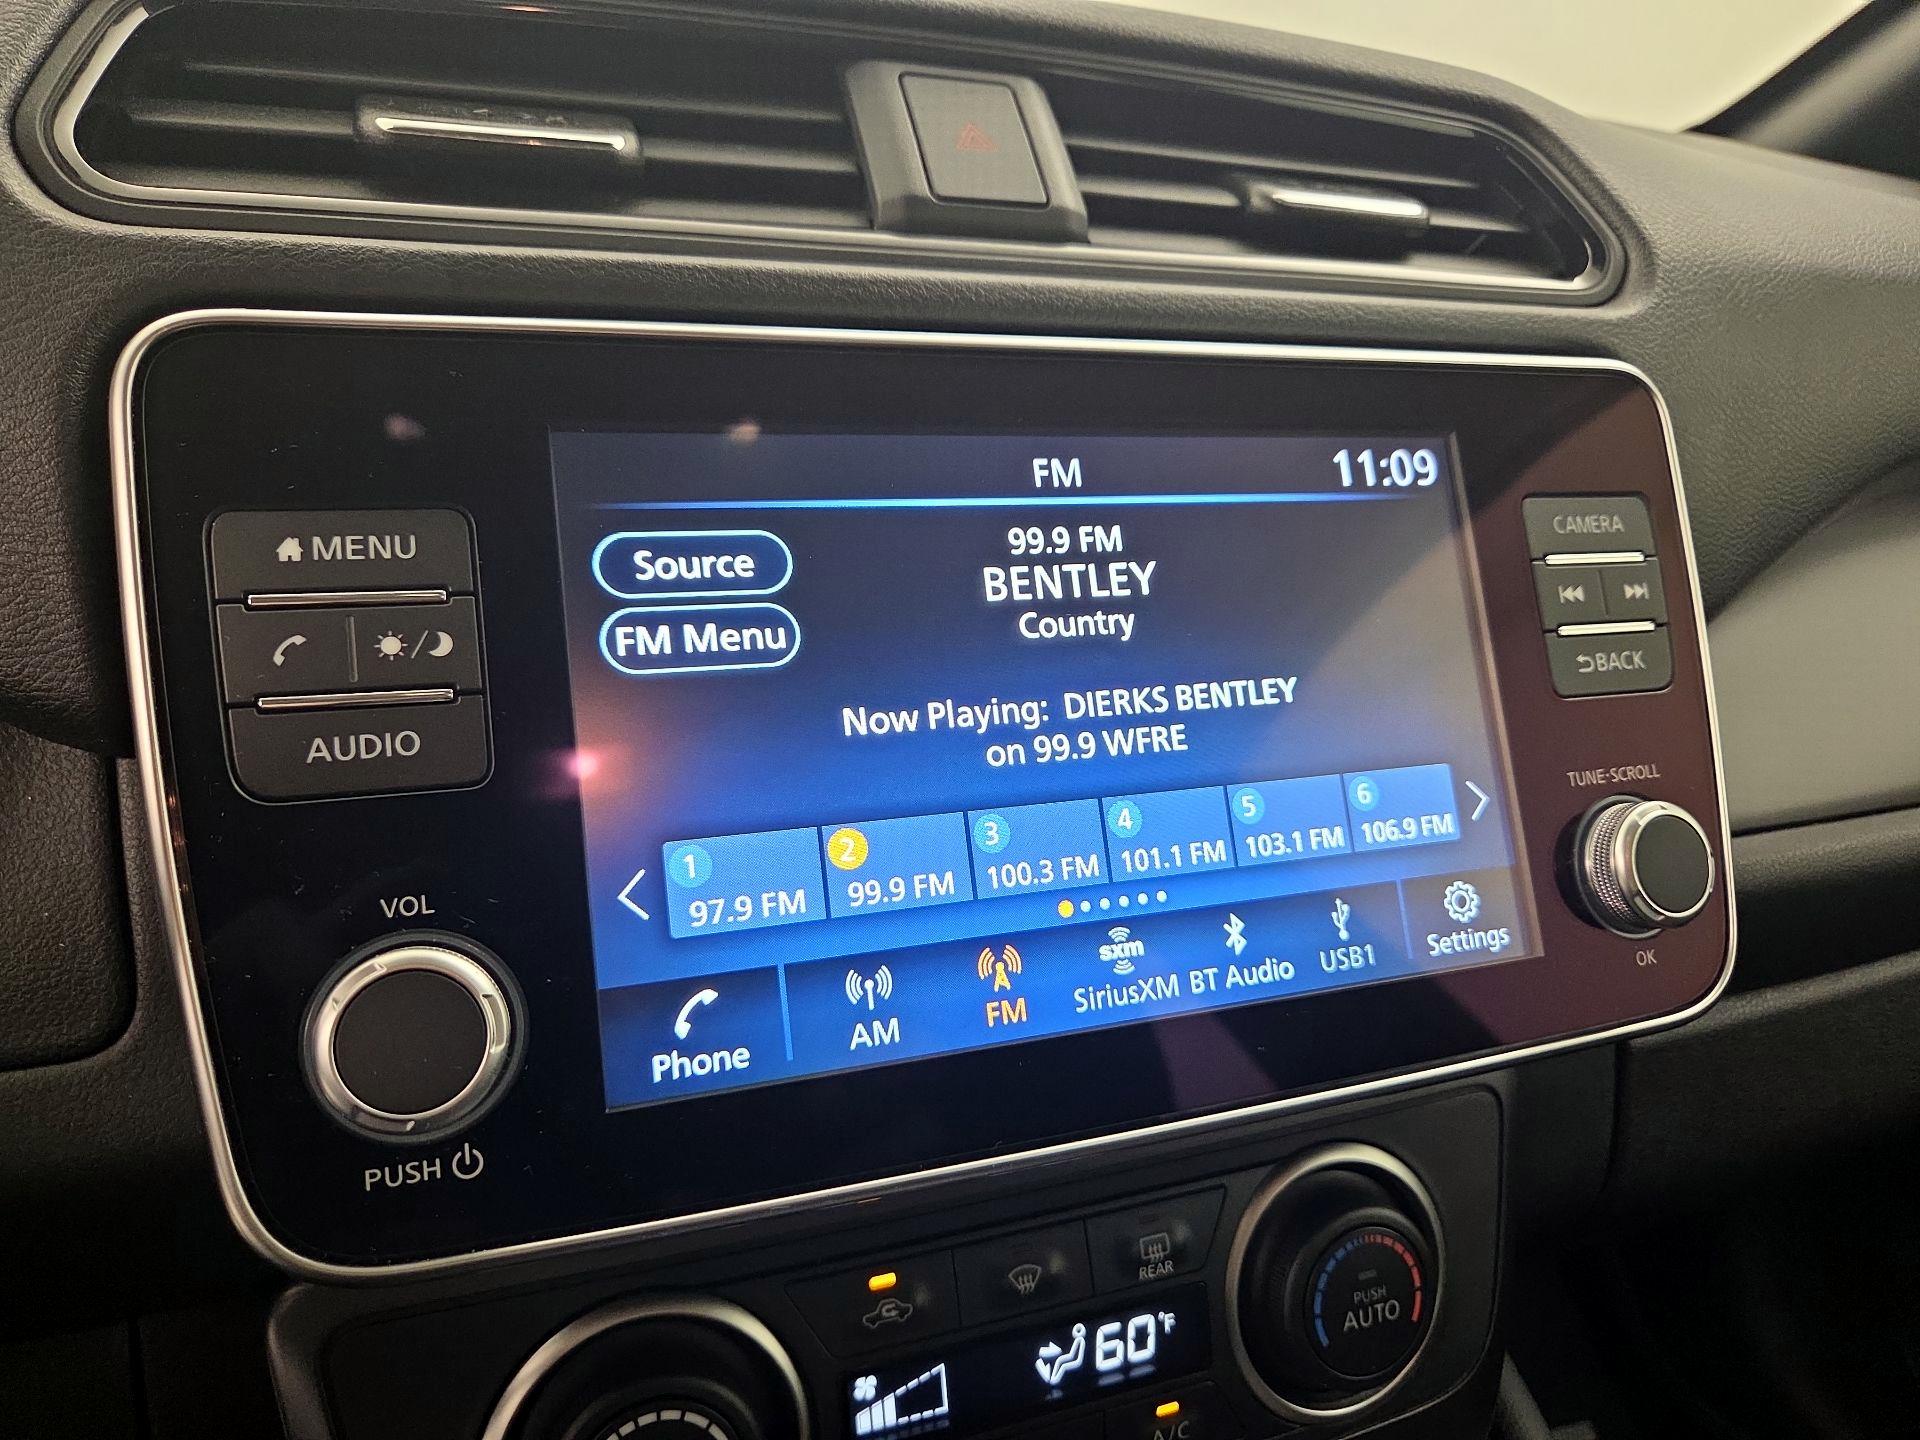 FM
11:09
CAMERA
MENU
AUDIO
BACK
Source
FM Menu
99.9 FM
BENTLEY
Country
Now Playing: DIERKS BENTLEY
on 99.9 WFRE
TUNE·SCROLL
OK
1
97.9 FM
2
99.9 FM
3
100.3 FM
4
101.1 FM
5
103.1 FM
6
106.9 FM
Phone
AM
FM
sxm
SiriusXM
BT Audio
USB1
Settings
VOL
PUSH
REAR
60°F
PUSH
AUTO
A/C